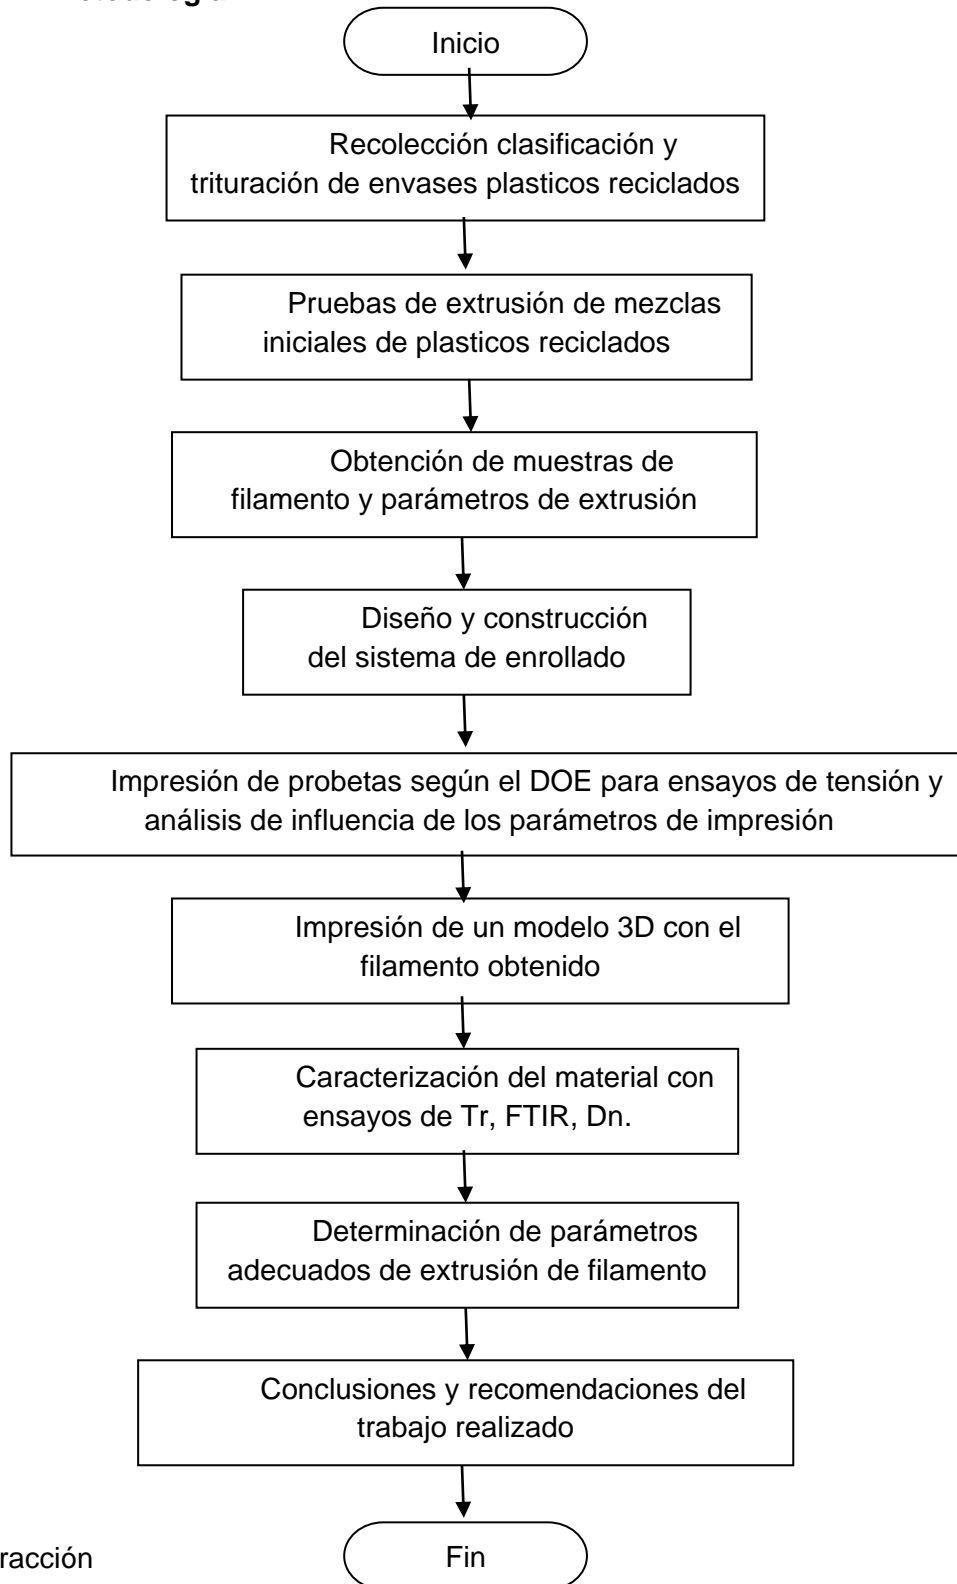 Inicio
Recolección clasificación y
trituración de envases plasticos reciclados
Pruebas de extrusión de mezclas
iniciales de plasticos reciclados
Obtención de muestras de
filamento y parámetros de extrusión
Diseño y construcción
del sistema de enrollado
Impresión de probetas según el DOE para ensayos de tensión y
análisis de influencia de los parámetros de impresión
Impresión de un modelo 3D con el
filamento obtenido
Caracterización del material con
ensayos de Tr, FTIR, Dn.
Determinación de parámetros
adecuados de extrusión de filamento
Conclusiones y recomendaciones del
trabajo realizado
racción
Fin